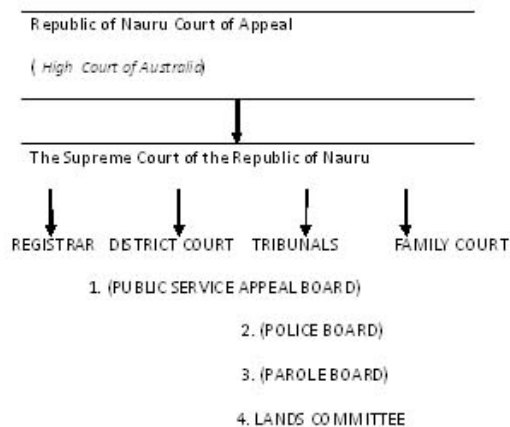 Republic of Nauru Court of Appeal
( High Court of Australia)
The Supreme Court of the Republic of Nauru
REGISTRAR DISTRICT COURT TRIBUNALS FAMILY COURT
1. (PUBLIC SERVICE APPEAL BOARD)
2. (POLICE BOARD)
3. (PAROLE BOARD)
4. LANDS COMMITTEE